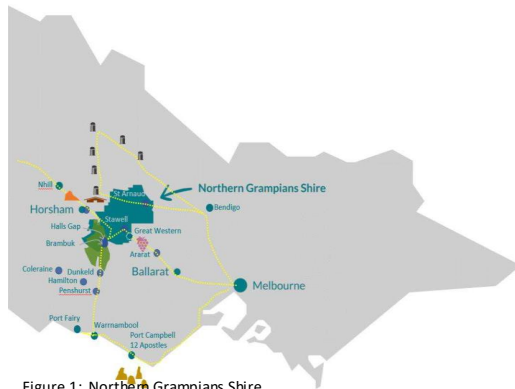 St Arnaud
Northern Grampians Shire
Nhill
Horsham
Bendigo
Stawell
Halls Gap
Great Western
Brambuk
Ararat
Coleraine
Dunkeld
Ballarat
Hamilton
Melbourne
Penshurst
Port Fairy
Warrnambool
Port Campbell
12 Apostles
Figure 1: Northern Grampians Shire